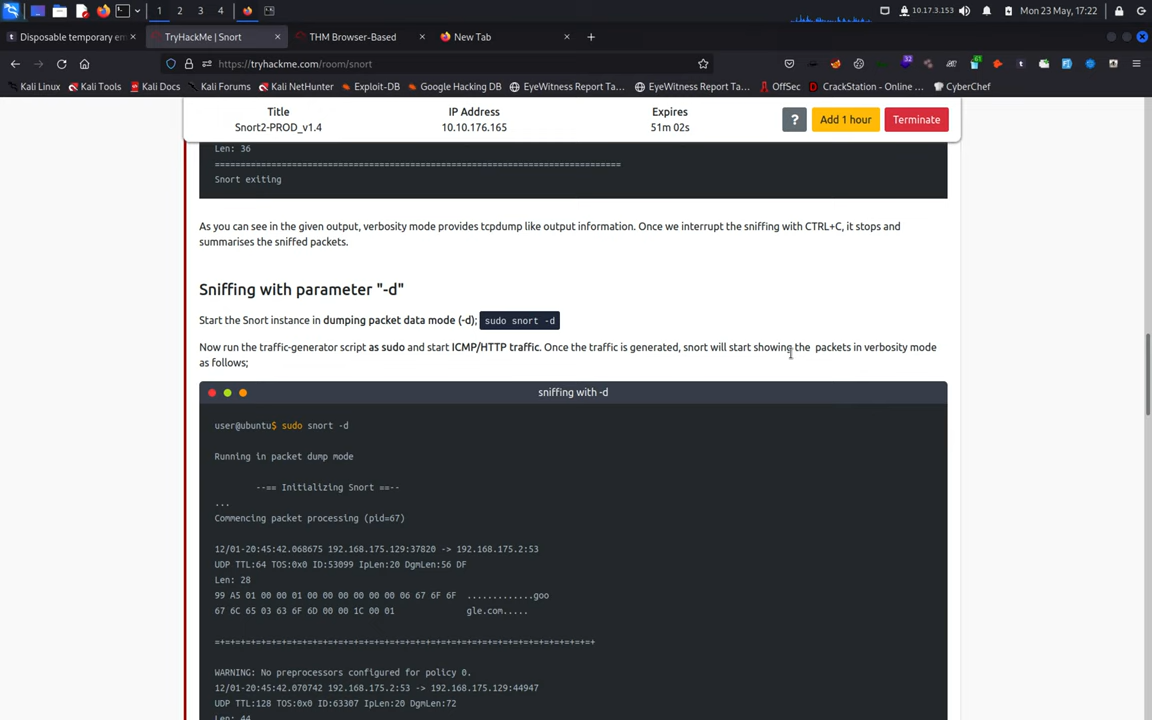 1 2 3 4
10.17.3.153
Mon 23 May, 17:22
Disposable temporary em
TryHackMe | Snort
THM Browser-Based
New Tab
https://tryhackme.com/room/snort
Kali Linux
Kali Tools
Kali Docs
Kali Forums
Kali NetHunter
Exploit-DB
Google Hacking DB
EyeWitness Report Ta...
EyeWitness Report Ta...
OffSec
CrackStation - Online ...
CyberChef
Title
IP Address
Expires
Snort2-PROD_v1.4
10.10.176.165
51m 02s
?
Add 1 hour
Terminate
Len: 36
=================================================================================
Snort exiting
As you can see in the given output, verbosity mode provides tcpdump like output information. Once we interrupt the sniffing with CTRL+C, it stops and
summarises the sniffed packets.
Sniffing with parameter "-d"
Start the Snort instance in dumping packet data mode (-d); sudo snort -d
Now run the traffic-generator script as sudo and start ICMP/HTTP traffic. Once the traffic is generated, snort will start showing the packets in verbosity mode
as follows;
sniffing with -d
user@ubuntu$ sudo snort -d
Running in packet dump mode
--== Initializing Snort ==--
...
Commencing packet processing (pid=67)
12/01-20:45:42.068675 192.168.175.129:37820 -> 192.168.175.2:53
UDP TTL:64 TOS:0x0 ID:53099 IpLen:20 DgmLen:56 DF
Len: 28
99 A5 01 00 00 01 00 00 00 00 00 00 06 67 6F 6F .............goo
67 6C 65 03 63 6F 6D 00 00 1C 00 01 gle.com.....
=+=+=+=+=+=+=+=+=+=+=+=+=+=+=+=+=+=+=+=+=+=+=+=+=+=+=+=+=+=+=+=+=+=+=+=+=+
WARNING: No preprocessors configured for policy 0.
12/01-20:45:42.070742 192.168.175.2:53 -> 192.168.175.129:44947
UDP TTL:128 TOS:0x0 ID:63307 IpLen:20 DgmLen:72
Len: 44